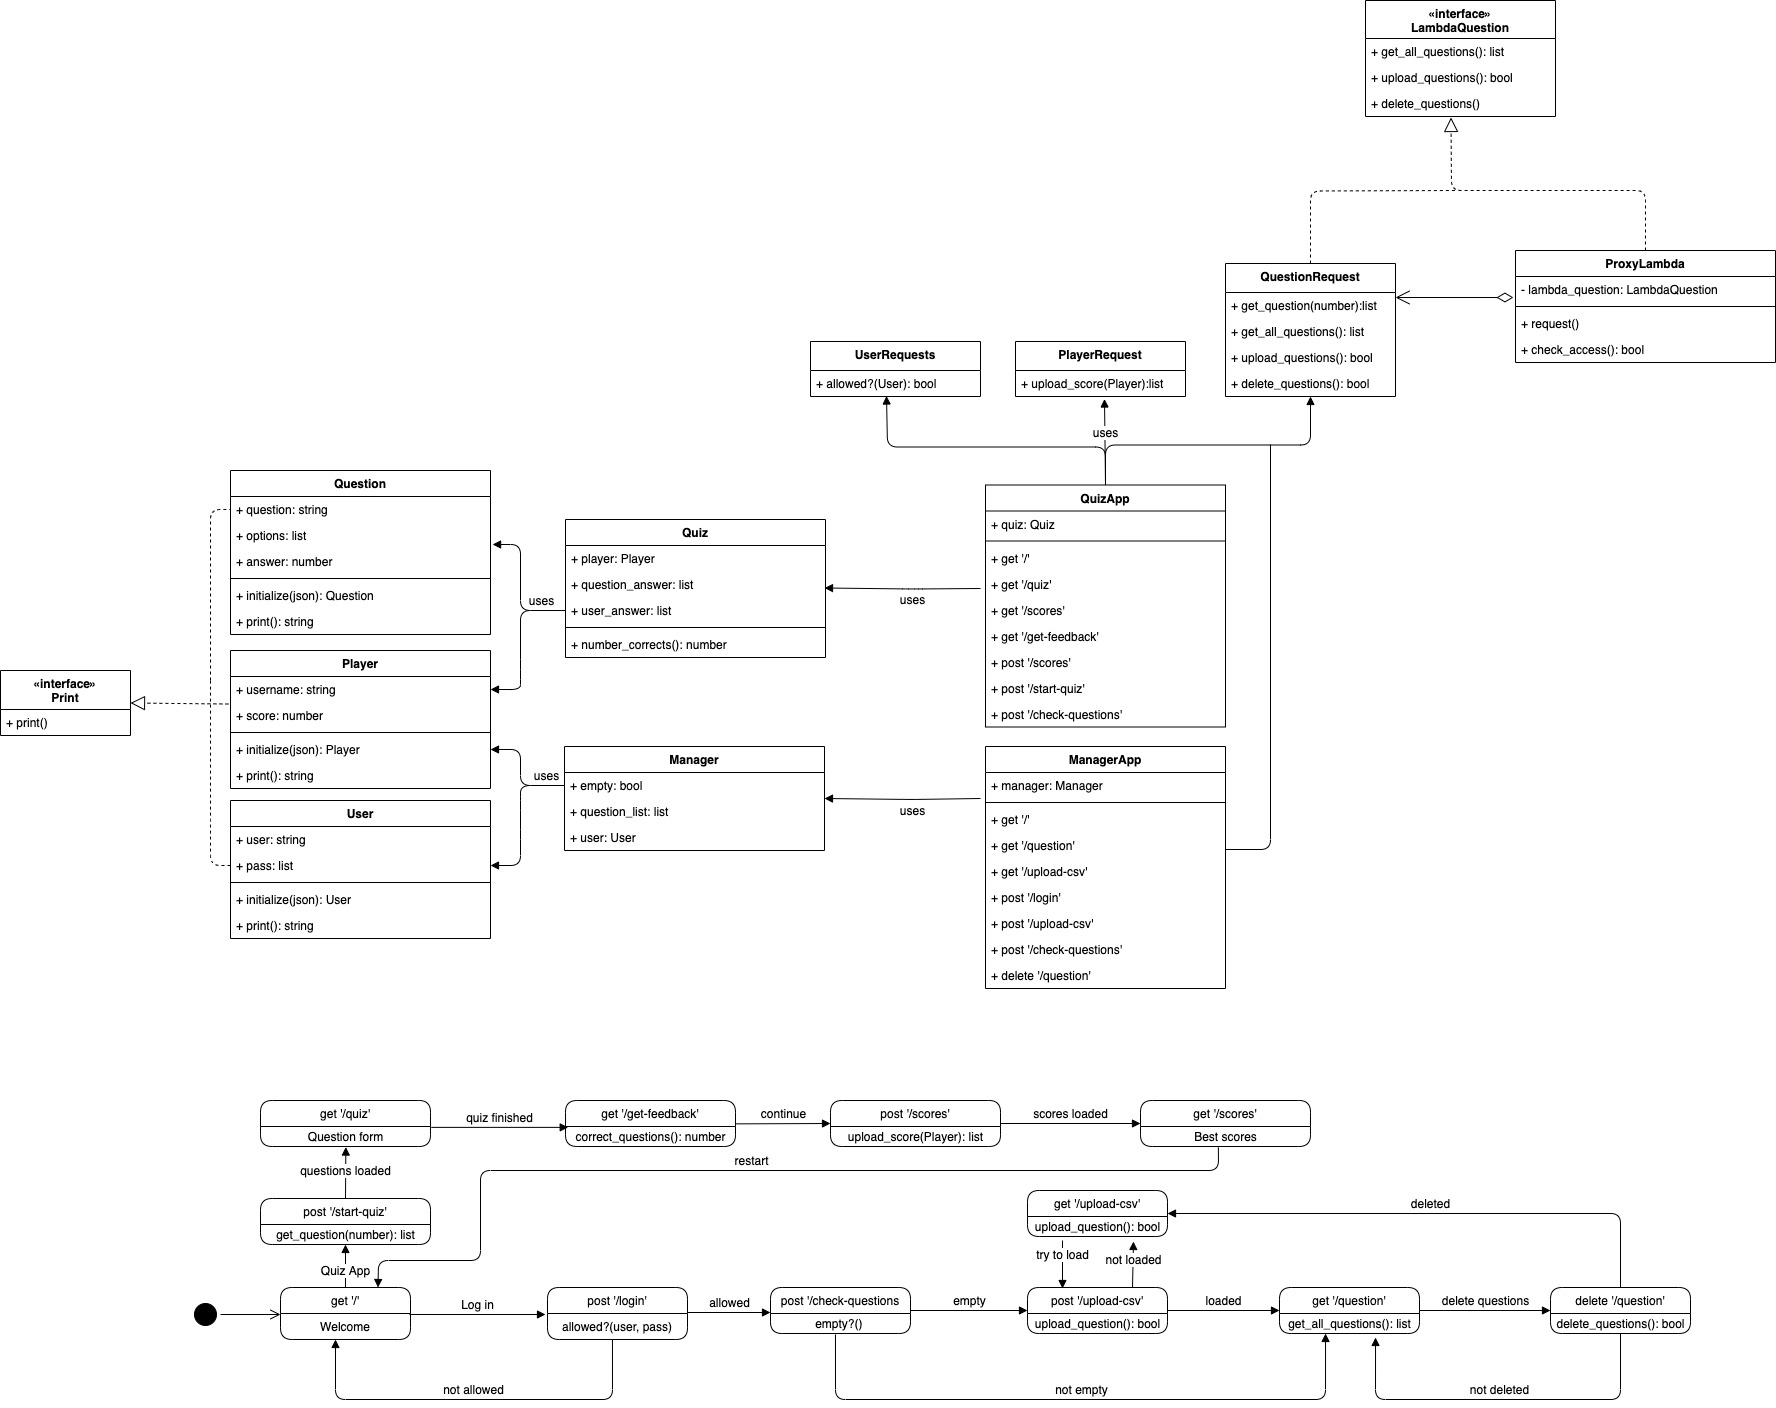 «interface»
LambdaQuestion
+ get_all_questions(): list
+ upload_questions(): bool
+ delete_questions()
QuestionRequest
+ get_question(number):list
+ get_all_questions(): list
+ upload_questions(): bool
+ delete_questions(): bool
ProxyLambda
- lambda_question: LambdaQuestion
+ request()
+ check_access(): bool
UserRequests
+ allowed?(User): bool
PlayerRequest
+ upload_score(Player):list
uses
Question
+ question: string
+ options: list
+ answer: number
+ initialize(json): Question
+ print(): string
Quiz
+ player: Player
+ question_answer: list
+ user_answer: list
+ number_corrects(): number
uses
uses
QuizApp
+ quiz: Quiz
+ get '/'
+ get '/quiz'
+ get '/scores'
+ get '/get-feedback'
+ post '/scores'
+ post '/start-quiz'
+ post '/check-questions'
«interface»
Print
+ print()
Player
+ username: string
+ score: number
+ initialize(json): Player
+ print(): string
User
+ user: string
+ pass: list
+ initialize(json): User
+ print(): string
uses
Manager
+ empty: bool
+ question_list: list
+ user: User
uses
ManagerApp
+ manager: Manager
+ get '/'
+ get '/question'
+ get '/upload-csv'
+ post '/login'
+ post '/upload-csv'
+ post '/check-questions'
+ delete '/question'
get '/quiz'
Question form
quiz finished
get '/get-feedback'
correct_questions(): number
continue
post '/scores'
upload_score(Player): list
scores loaded
get '/scores'
Best scores
questions loaded
restart
post '/start-quiz'
get_question(number): list
Quiz App
get '/upload-csv'
upload_question(): bool
deleted
try to load
not loaded
get '/'
Welcome
Log in
post '/login'
allowed?(user, pass)
allowed
post '/check-questions
empty?()
empty
post '/upload-csv'
upload_question(): bool
loaded
get '/question'
get_all_questions(): list
delete questions
delete '/question'
delete_questions(): bool
not allowed
not empty
not deleted